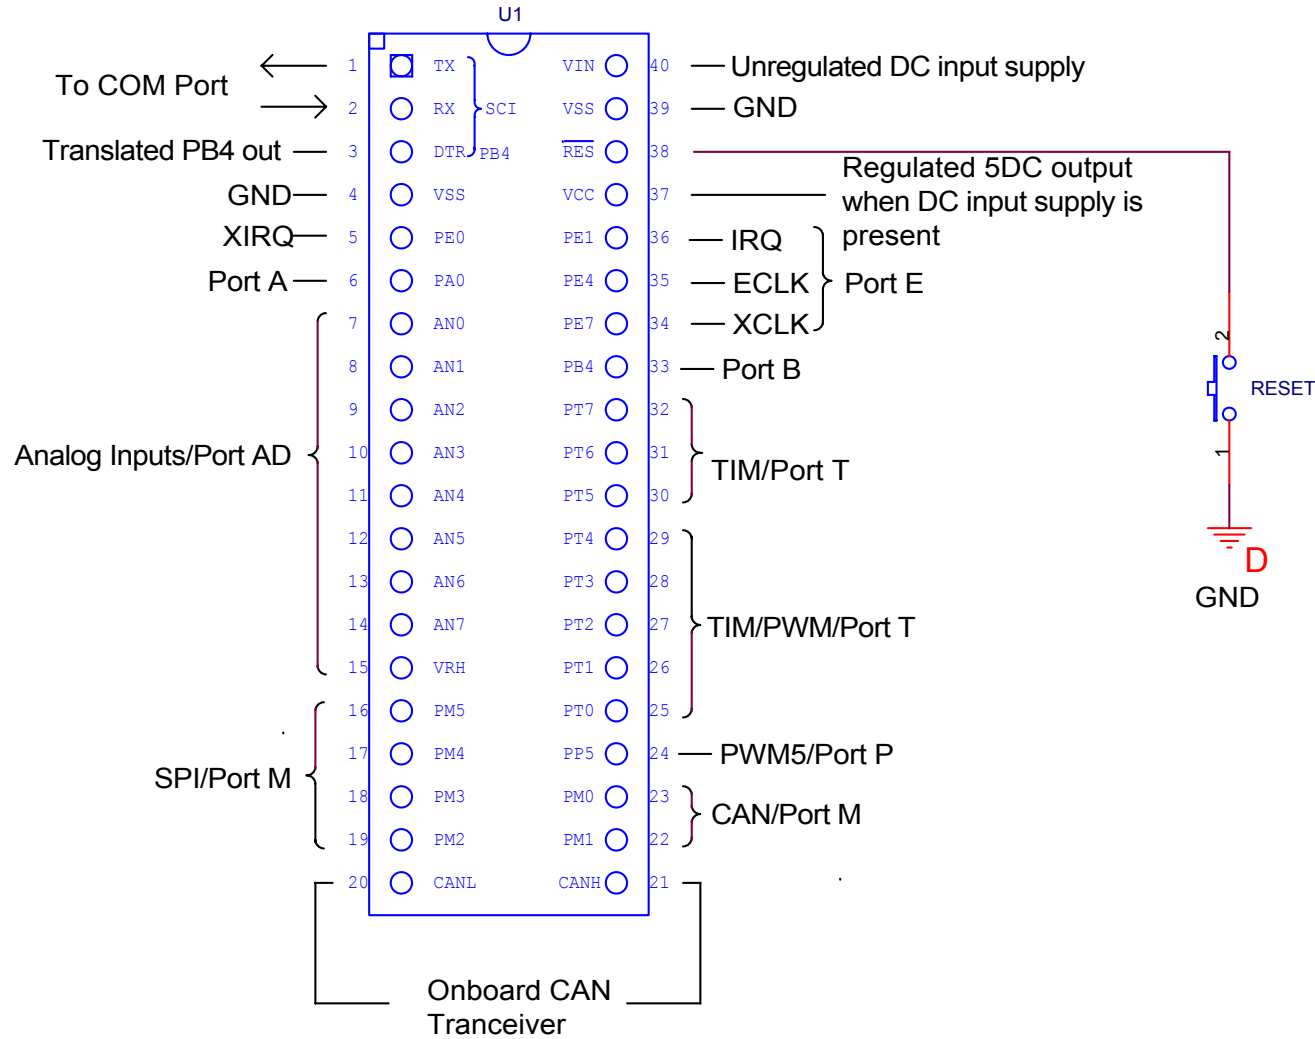 U1
To COM Port
1 TX VIN 40 Unregulated DC input supply
2 RX SCI VSS 39 GND
Translated PB4 out 3 DTR PB4 RES 38
GND 4 VSS VCC 37 Regulated 5DC output
when DC input supply is
present
XIRQ 5 PE0 PE1 36 IRQ
Port A 6 PA0 PE4 35 ECLK Port E
7 AN0 PE7 34 XCLK
8 AN1 PB4 33 Port B
9 AN2 PT7 32
Analog Inputs/Port AD 10 AN3 PT6 31 TIM/Port T
11 AN4 PT5 30
12 AN5 PT4 29
13 AN6 PT3 28
14 AN7 PT2 27 TIM/PWM/Port T
15 VRH PT1 26
16 PM5 PT0 25
17 PM4 PP5 24 PWM5/Port P
SPI/Port M
18 PM3 PM0 23 CAN/Port M
19 PM2 PM1 22
20 CANL CANH 21
Onboard CAN
Tranceiver
2
RESET
1
D
GND